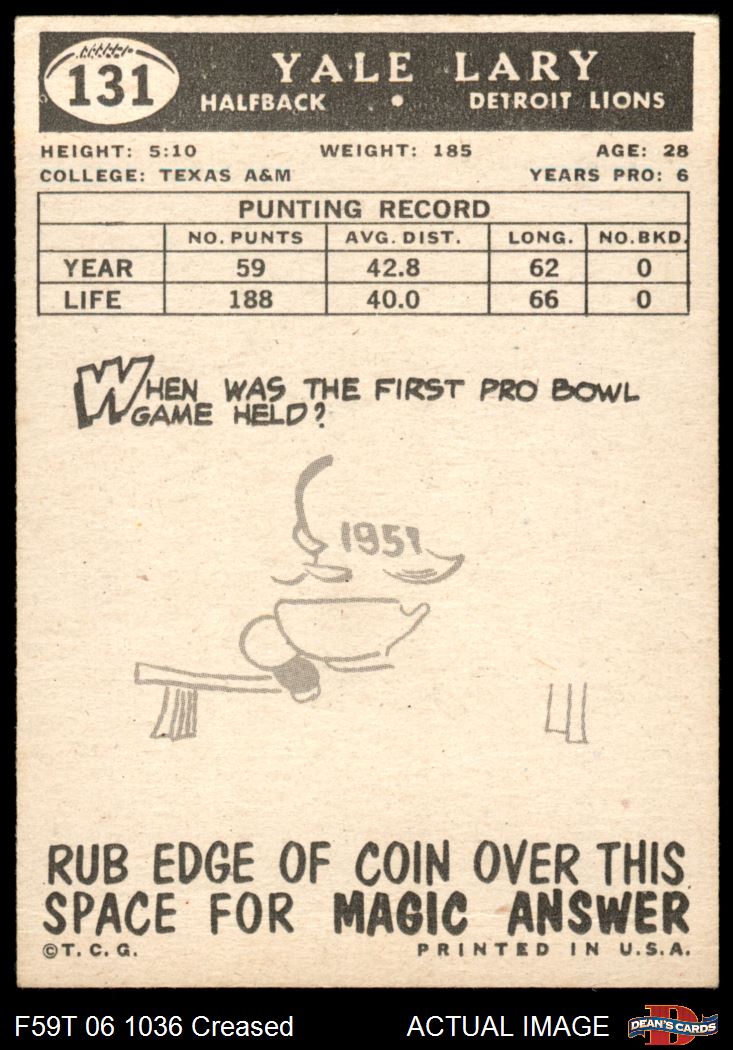 131
YALE LARY
HALFBACK • DETROIT LIONS
HEIGHT: 5:10 WEIGHT: 185 AGE: 28
COLLEGE: TEXAS A&M YEARS PRO: 6
PUNTING RECORD
NO. PUNTS AVG. DIST. LONG. NO. BKD.
YEAR 59 42.8 62 0
LIFE 188 40.0 66 0
WHEN WAS THE FIRST PRO BOWL
GAME HELD?
1951
RUB EDGE OF COIN OVER THIS
SPACE FOR MAGIC ANSWER
©T. C. G. PRINTED IN U.S.A.
F59T 06 1036 Creased ACTUAL IMAGE DEAN'S CARDS